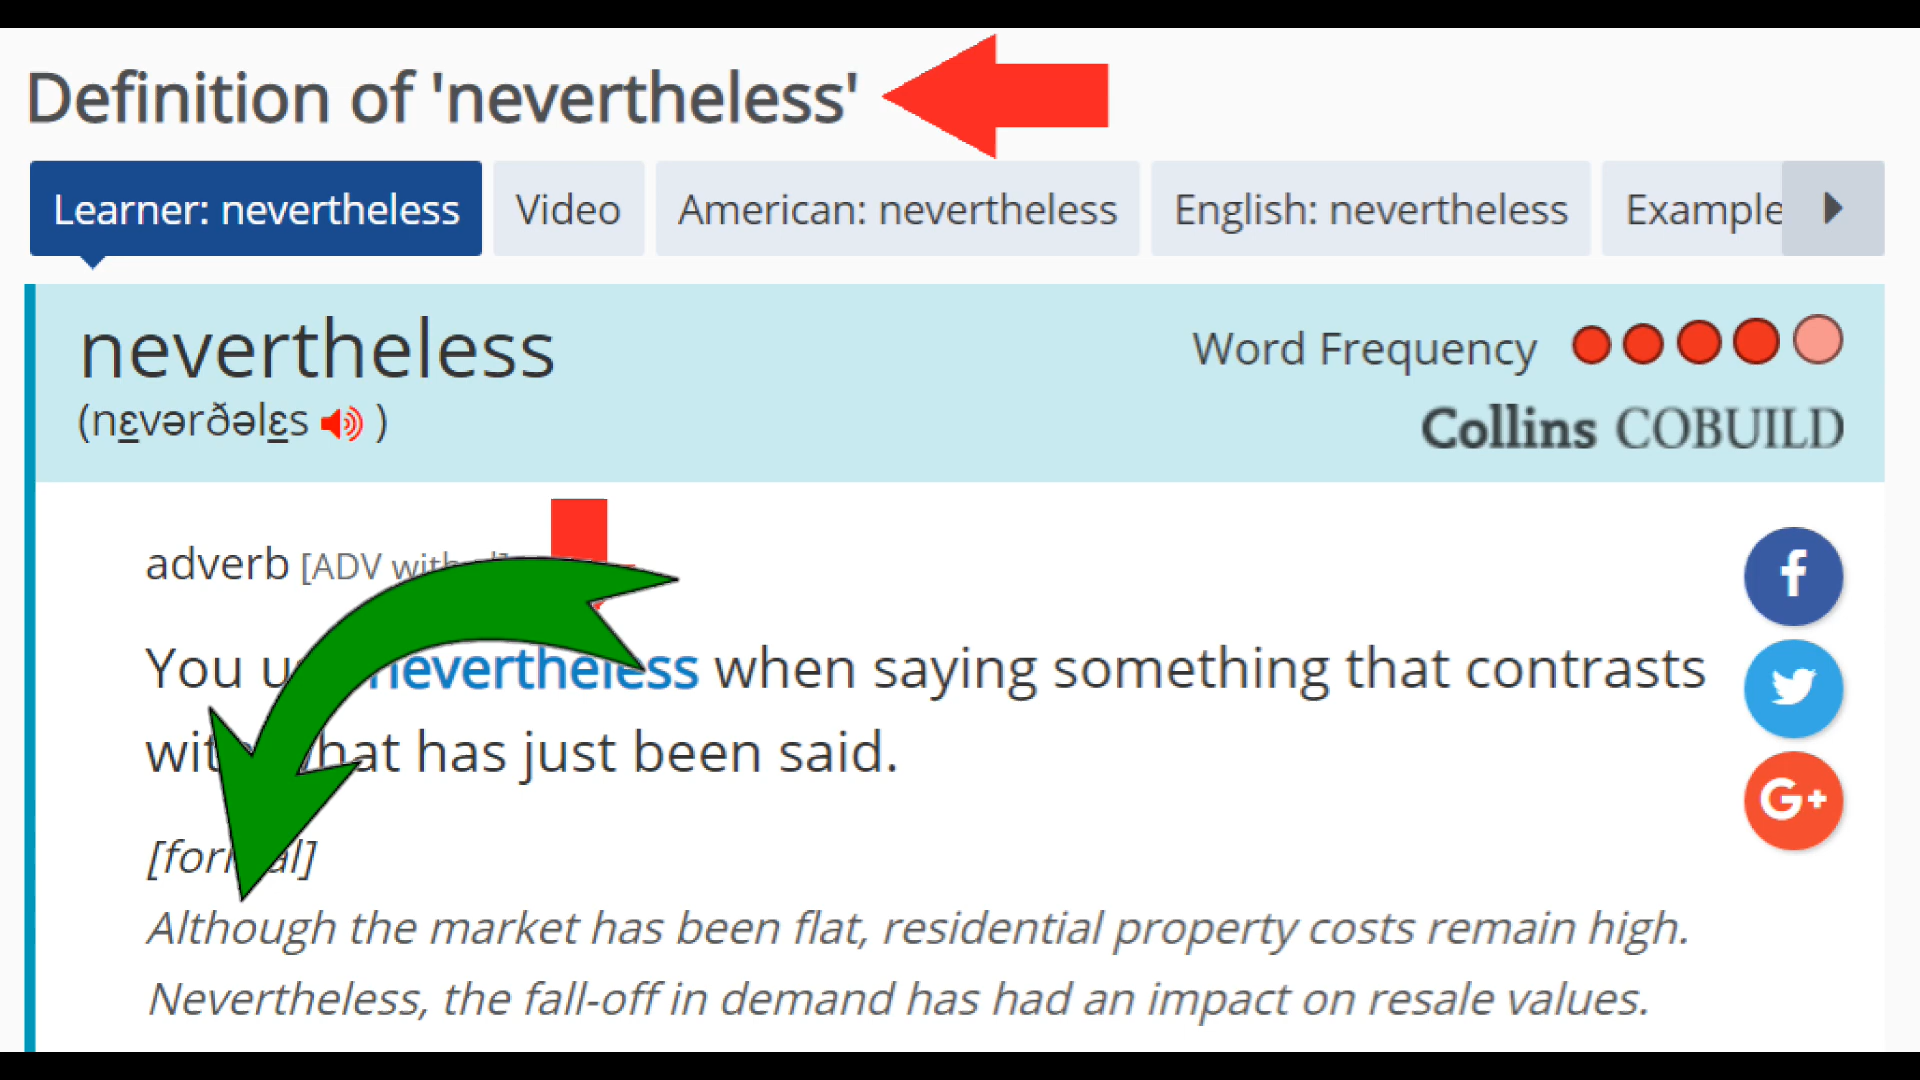 Definition of 'nevertheless'
Learner: nevertheless Video American: nevertheless English: nevertheless Example
nevertheless
Word Frequency
(nɛvərðəlɛs )
Collins COBUILD
adverb [ADV with
You nevertheless when saying something that contrasts
has just been said.
Although the market has been flat, residential property costs remain high.
Nevertheless, the fall-off in demand has had an impact on resale values.
f
G+